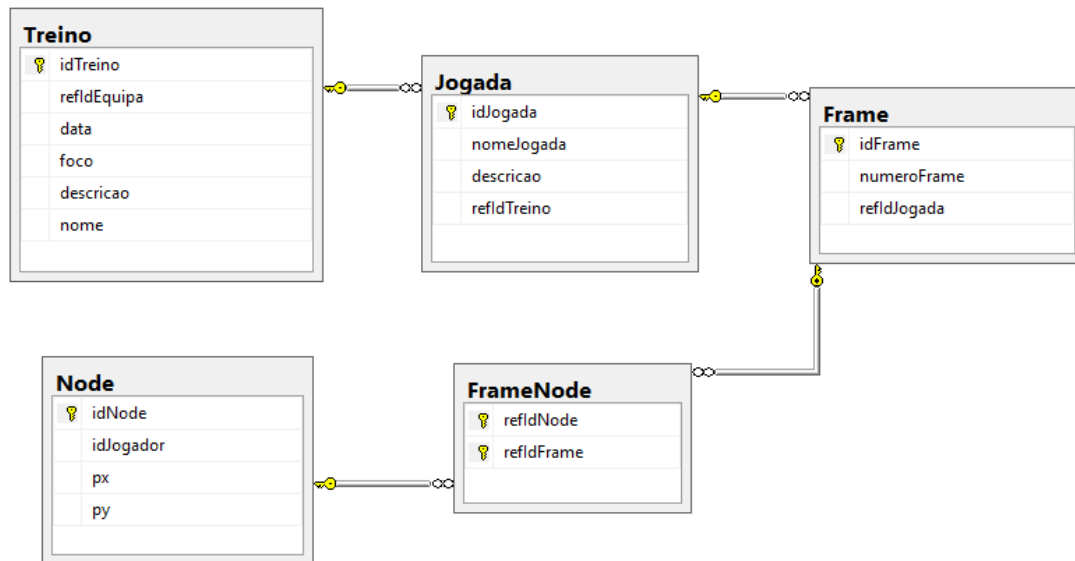 Treino
idTreino
refIdEquipa
data
foco
descricao
nome
Jogada
idJogada
nomeJogada
descricao
refIdTreino
Frame
idFrame
numeroFrame
refIdJogada
Node
idNode
idJogador
px
py
FrameNode
refIdNode
refIdFrame